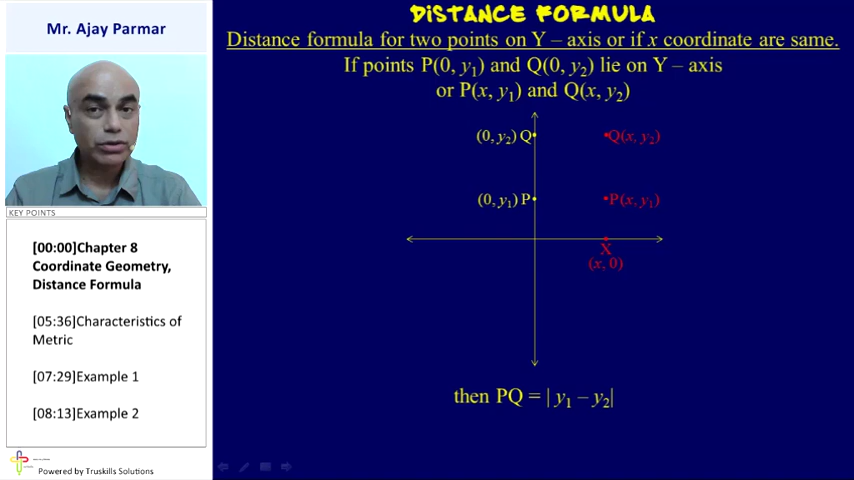 Mr. Ajay Parmar
KEY POINTS
[00:00]Chapter 8
Coordinate Geometry,
Distance Formula
[05:36]Characteristics of
Metric
[07:29]Example 1
[08:13]Example 2
Powered by Truskills Solutions
DISTANCE FORMULA
Distance formula for two points on Y – axis or if x coordinate are same.
If points P(0, y₁) and Q(0, y₂) lie on Y – axis
or P(x, y₁) and Q(x, y₂)
(0, y₂) Q
Q(x, y₂)
(0, y₁) P
P(x, y₁)
X
(x, 0)
then PQ = | y₁ – y₂|